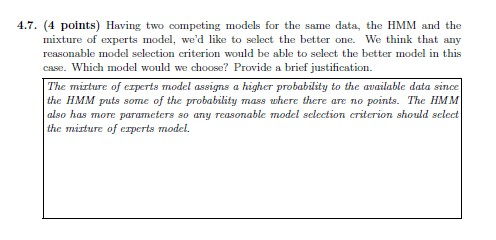 4.7. (4 points) Having two competing models for the same data, the HMM and the
mixture of experts model, we'd like to select the better one. We think that any
reasonable model selection criterion would be able to select the better model in this
case. Which model would we choose? Provide a brief justification.
The mixture of experts model assigns a higher probability to the available data since
the HMM puts some of the probability mass where there are no points. The HMM
also has more parameters so any reasonable model selection criterion should select
the mixture of experts model.